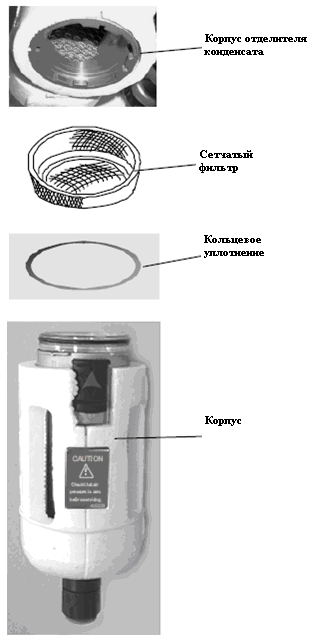 Корпус отделителя
конденсата
Сетчатый
фильтр
Кольцевое
уплотнение
Корпус
CAUTION